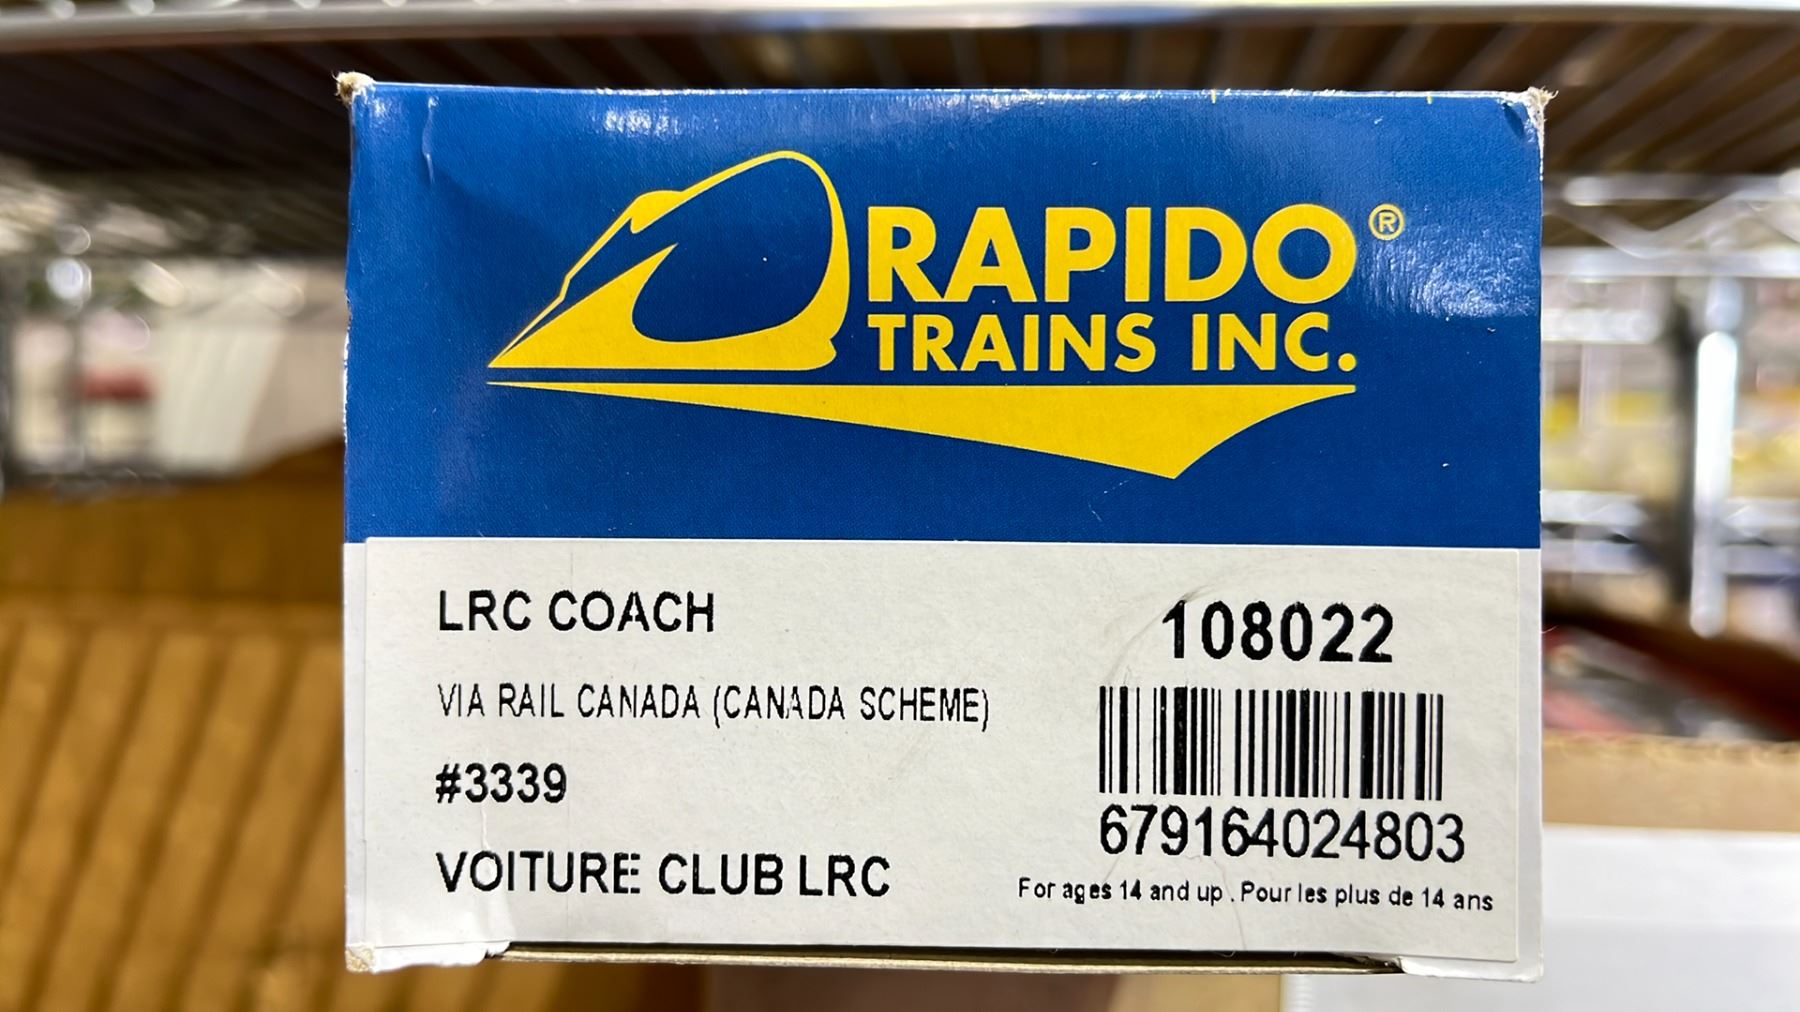 RAPIDO®
TRAINS INC.
LRC COACH
VIA RAIL CANADA (CANADA SCHEME)
#3339
VOITURE CLUB LRC
108022
679164024803
For ages 14 and up . Pour les plus de 14 ans